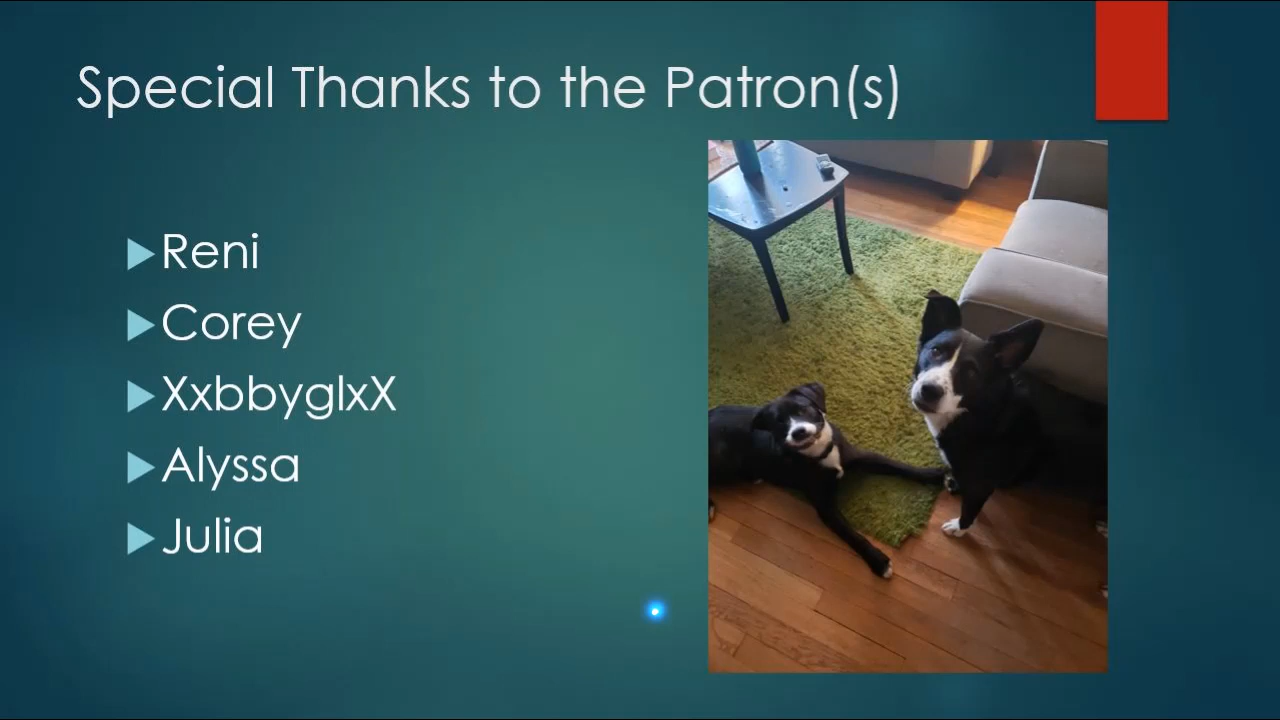 Special Thanks to the Patron(s)
Reni
Corey
XxbbyglxX
Alyssa
Julia